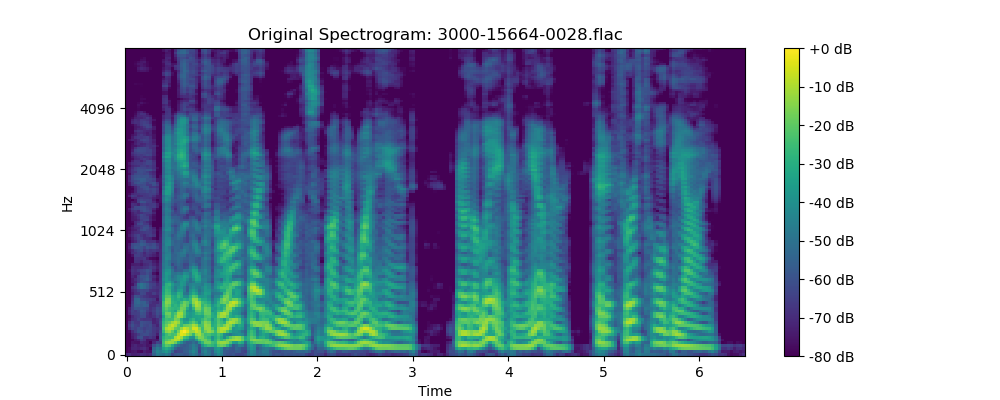 Original Spectrogram: 3000-15664-0028.flac
Hz
4096
2048
1024
512
0
0 1 2 3 4 5 6
Time
+0 dB
-10 dB
-20 dB
-30 dB
-40 dB
-50 dB
-60 dB
-70 dB
-80 dB